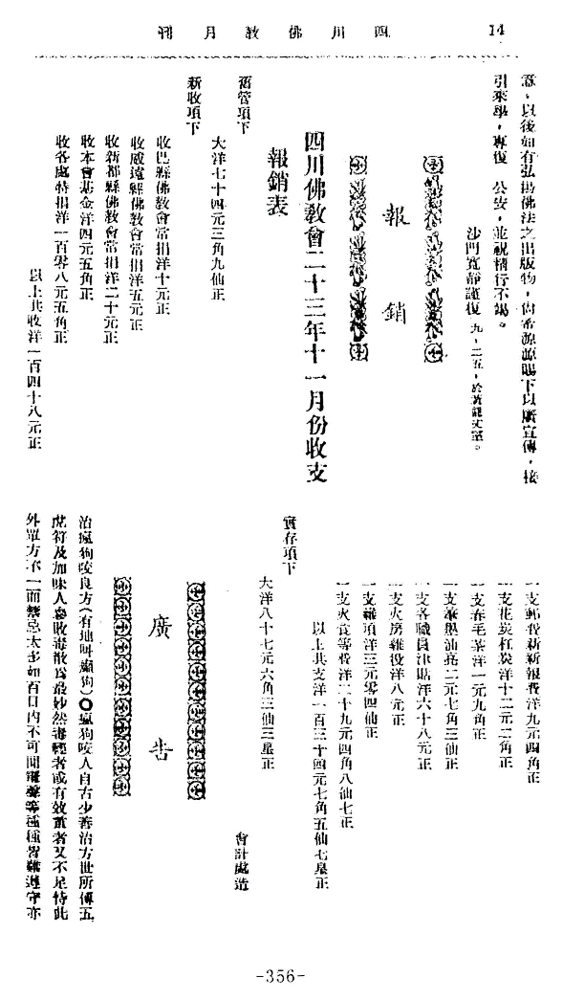 14
四川佛教月刊
意，以後如有弘揚佛法之出版物，尚希源源賜下以廣宣傳，接
引來學，專復　公安，並祝精行不錫。
沙門寬靜謹復　九，二五，於
報銷
四川佛教會二十三年十一月份收支
報銷表
舊管項下
大洋七十四元三角九仙正
新收項下
收巴縣佛教會常捐洋十元正
收威遠縣佛教會常捐洋五元正
收新都縣佛教會常捐洋二十元正
收本會基金洋四元五角正
收各處特捐洋一百零八元五角正
以上共收洋一百四十八元正
一支郵費新新報費洋九元四角正
一支花炭杠炭洋十二元二角正
一支春毛茶洋一元九角正
一支筆墨油亮二元七角三仙正
一支各職員津貼洋六十八元正
一支火房雜役洋八元正
一支雜項洋三元零四仙正
一支火食等費洋二十九元四角八仙七正
以上共支洋一百三十四元七角五仙七星正
實存項下
大洋八十七元六角三仙三星正
會計處造
廣告
治瘋狗咬良方（有地叫癲狗）〇瘋狗咬人自古少善治方世所傳五
虎符及加味人參敗毒散爲最妙然毒輕者或有效重者又不足恃此
外單方不一而禁忌太多如百日內不可聞鑼聲等種種皆難遵守亦
-356-